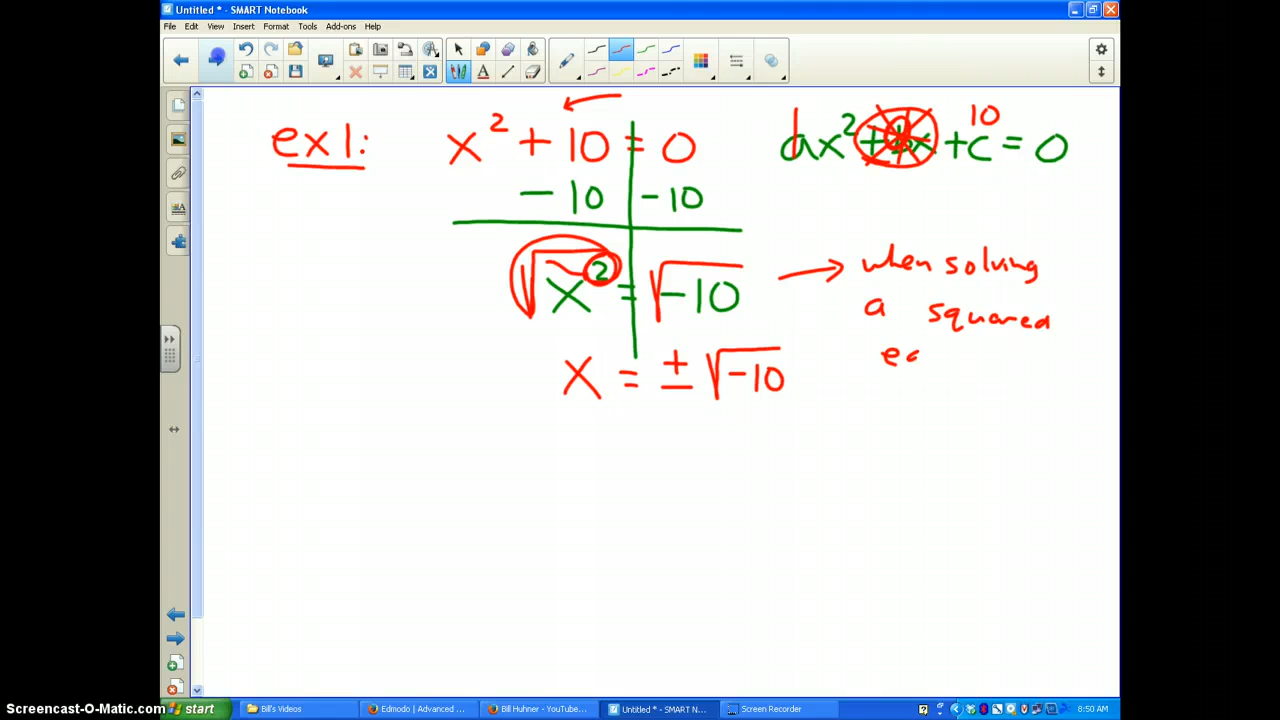 Untitled * - SMART Notebook
File Edit View Insert Format Tools Add-ons Help
ex1: x² + 10 = 0
ax² + bx + c = 0
10
- 10 - 10
√x² = √-10
when solving
a squared
x = ± √-10
Screencast-O-Matic.com
start
Bill's Videos
Edmodo | Advanced ...
Bill Huhner - YouTube...
Untitled * - SMART N...
Screen Recorder
8:50 AM